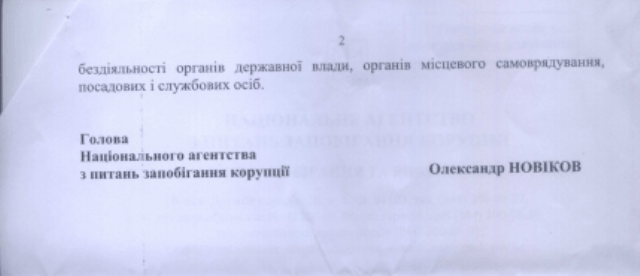 2
бездіяльності органів державної влади, органів місцевого самоврядування,
посадових і службових осіб.
Голова
Національного агентства
з питань запобігання корупції
Олександр НОВІКОВ